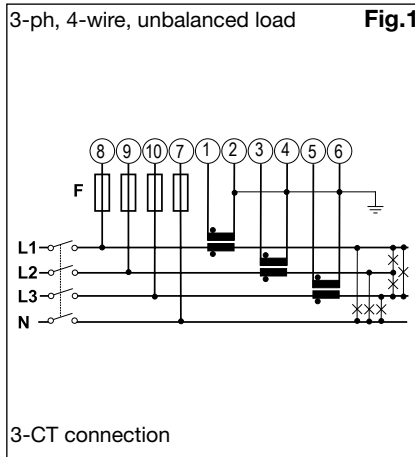 3-ph, 4-wire, unbalanced load Fig.1
8 9 10 7 1 2 3 4 5 6
F
L1
L2
L3
N
3-CT connection